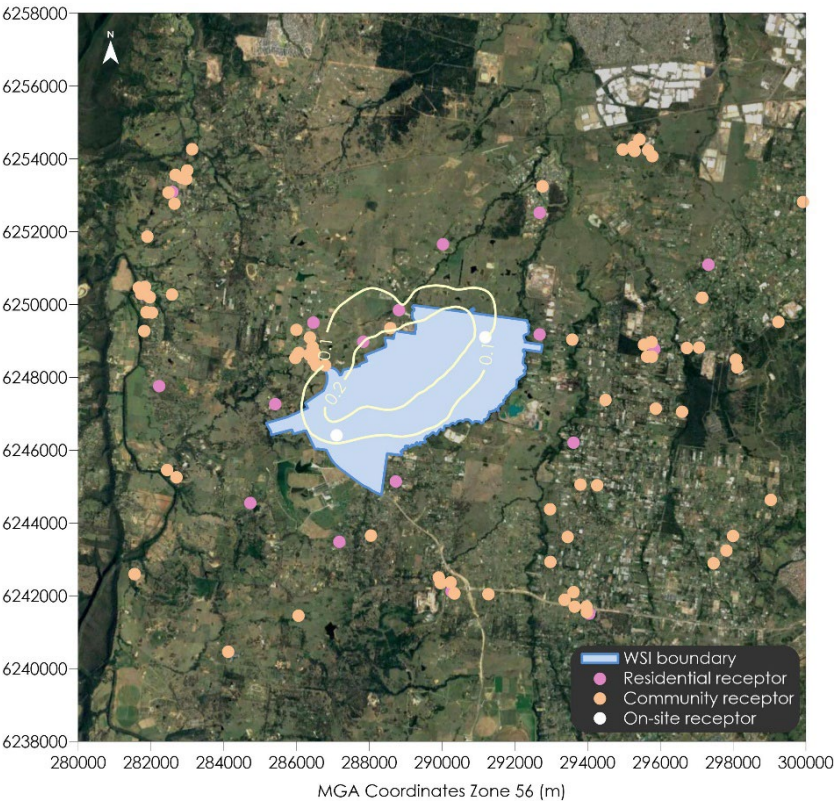 6258000
N
6256000
6254000
6252000
6250000
0.1
0.1
6248000
0.2
6246000
6244000
6242000
6240000
WSI boundary
Residential receptor
Community receptor
On-site receptor
6238000
280000 282000 284000 286000 288000 290000 292000 294000 296000 298000 300000
MGA Coordinates Zone 56 (m)